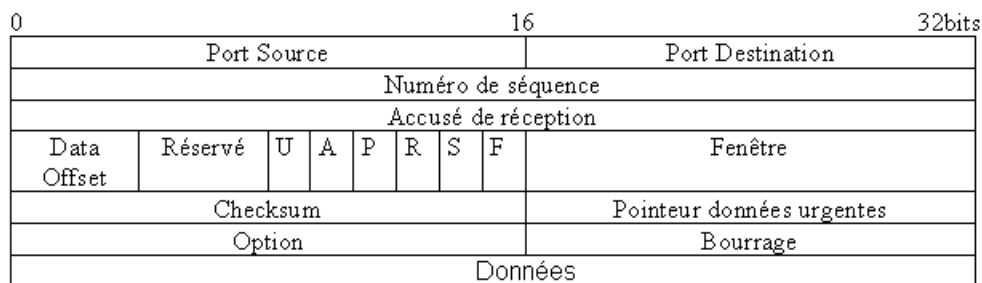 0 16 32bits
Port Source Port Destination
Numéro de séquence
Accusé de réception
Data Réservé U A P R S F Fenêtre
Offset
Checksum Pointeur données urgentes
Option Bourrage
Données